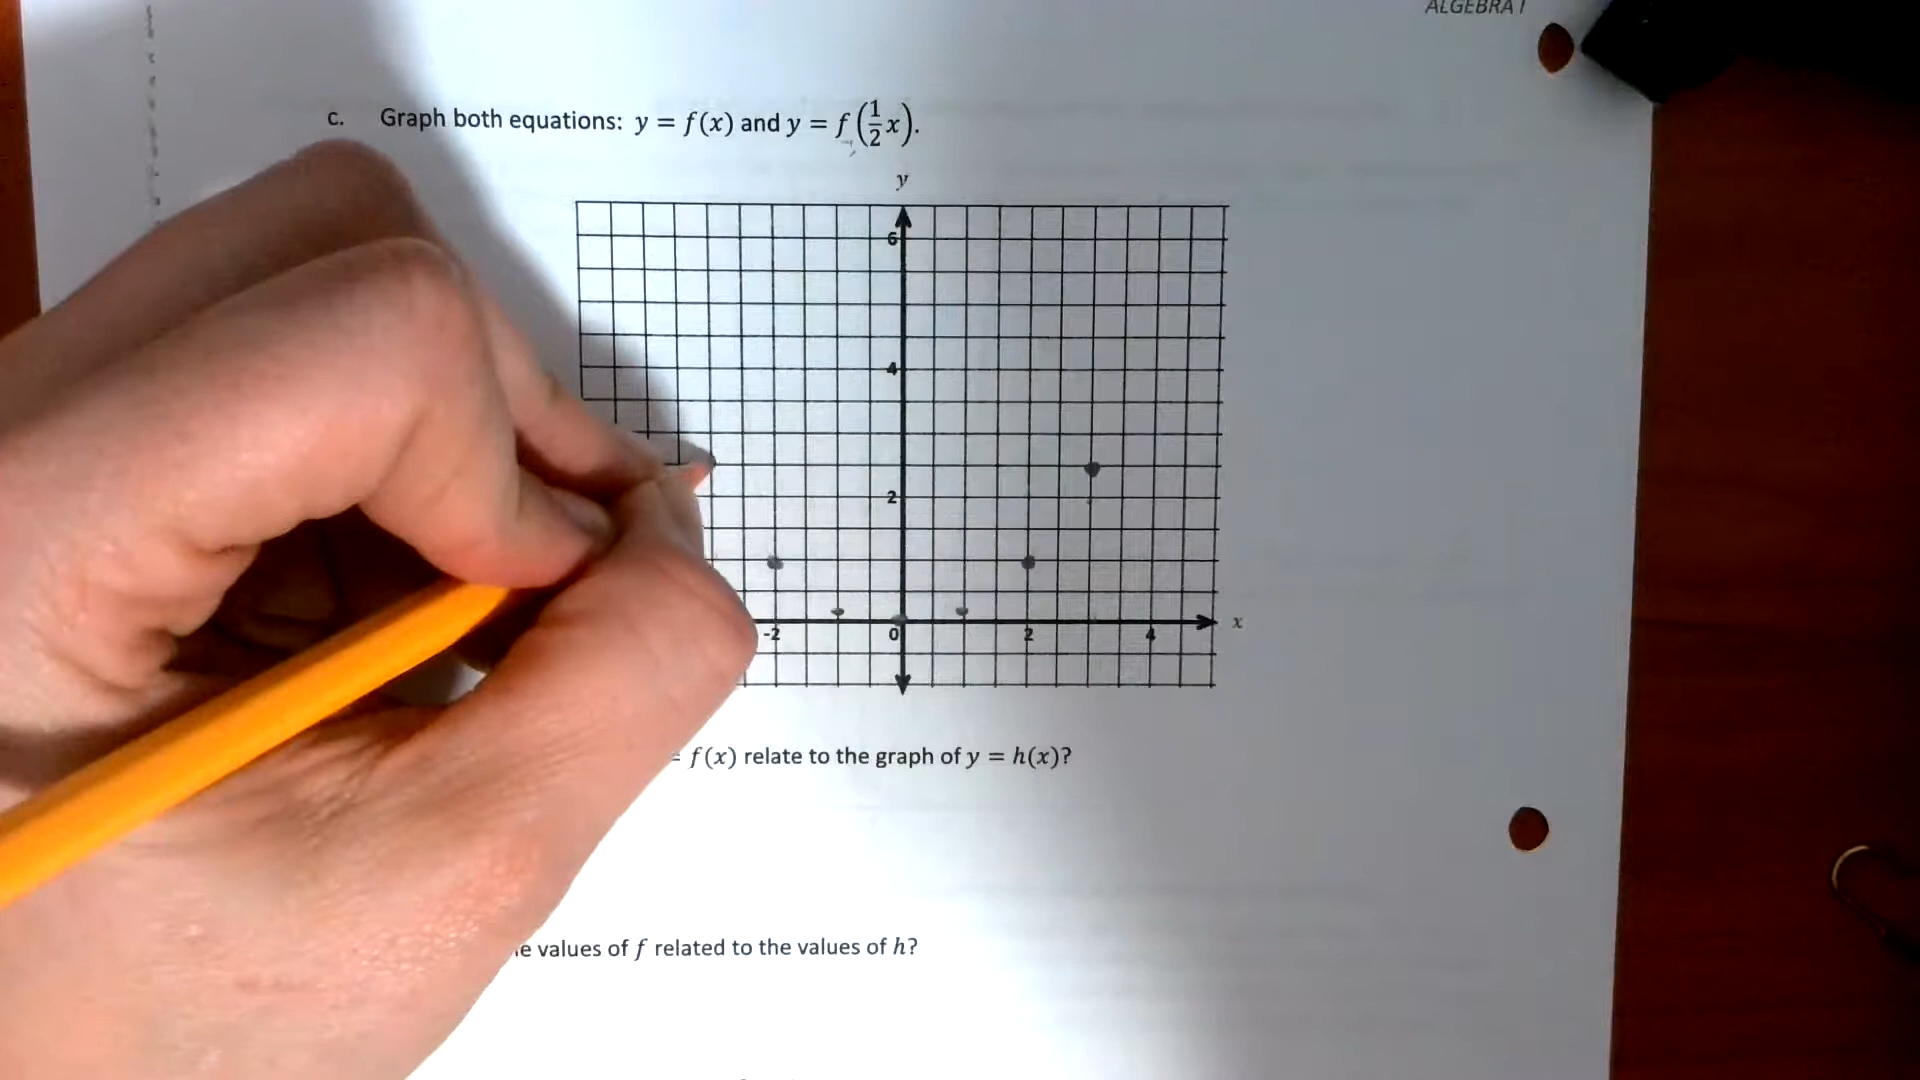 ALGEBRA I
c. Graph both equations: y = f(x) and y = f(1/2 x).
y
6
4
2
-2 0 2 4 x
= f(x) relate to the graph of y = h(x)?
values of f related to the values of h?